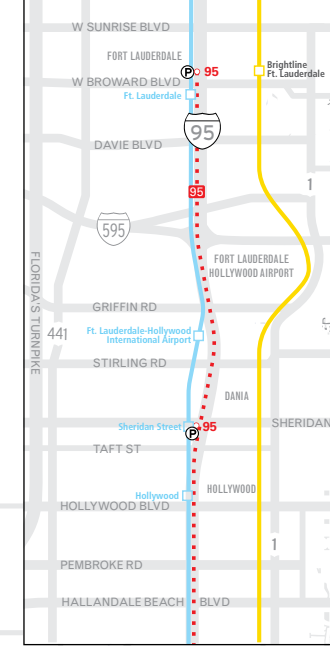 W SUNRISE BLVD
FORT LAUDERDALE
P 95
Brightline
Ft. Lauderdale
W BROWARD BLVD
Ft. Lauderdale
95
DAVIE BLVD
1
95
595
FLORIDA'S TURNPIKE
FORT LAUDERDALE
HOLLYWOOD AIRPORT
GRIFFIN RD
441
Ft. Lauderdale-Hollywood
International Airport
STIRLING RD
DANIA
Sheridan Street
P 95
SHERIDAN
TAFT ST
Hollywood
HOLLYWOOD
HOLLYWOOD BLVD
1
PEMBROKE RD
HALLANDALE BEACH BLVD